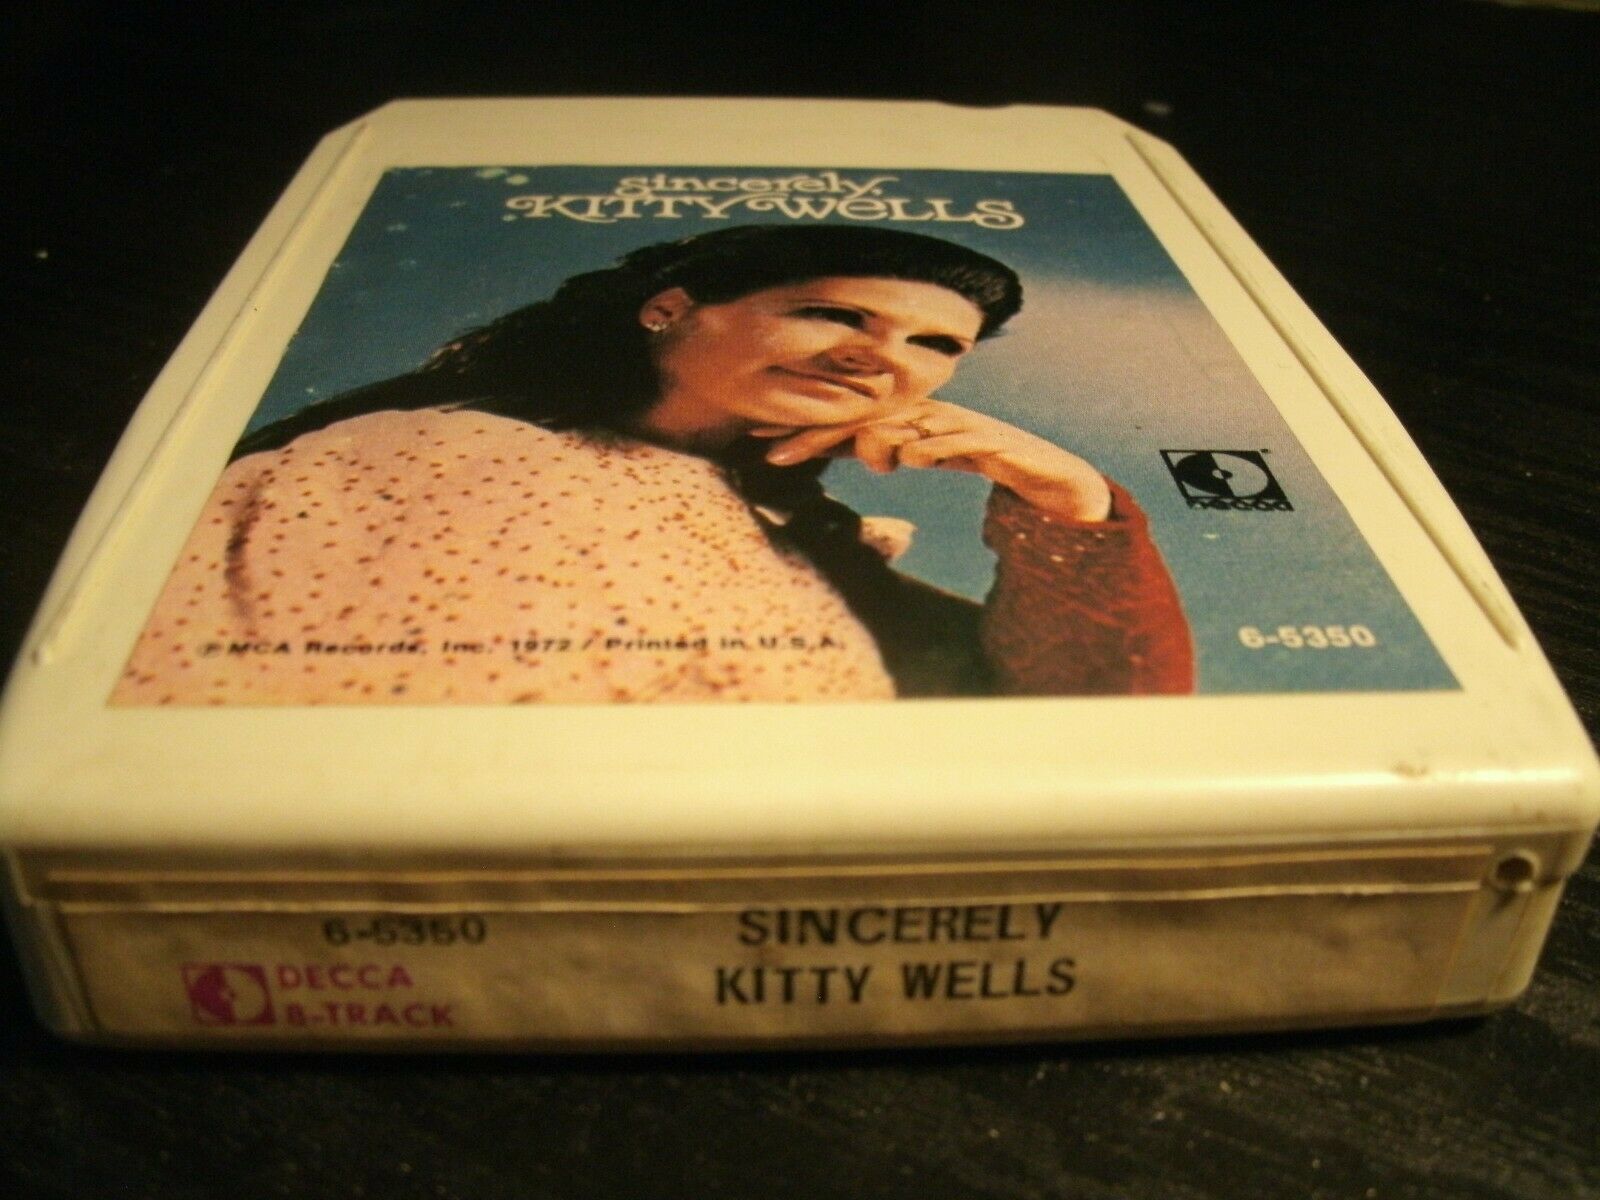 sincerely,
KITTY WELLS
DECCA
℗ MCA Records, Inc. 1972 / Printed in U.S.A.
6-5350
6-5350
SINCERELY
DECCA
8-TRACK
KITTY WELLS